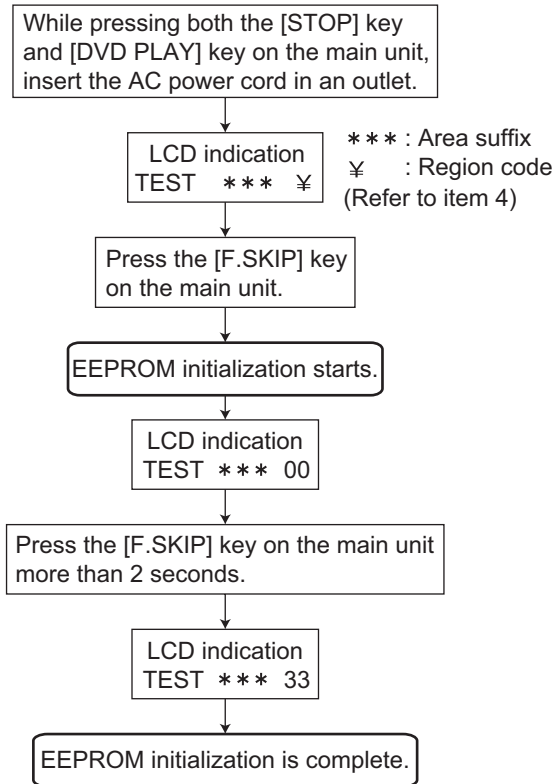 While pressing both the [STOP] key
and [DVD PLAY] key on the main unit,
insert the AC power cord in an outlet.
LCD indication
TEST *** ¥
*** : Area suffix
¥ : Region code
(Refer to item 4)
Press the [F.SKIP] key
on the main unit.
EEPROM initialization starts.
LCD indication
TEST *** 00
Press the [F.SKIP] key on the main unit
more than 2 seconds.
LCD indication
TEST *** 33
EEPROM initialization is complete.